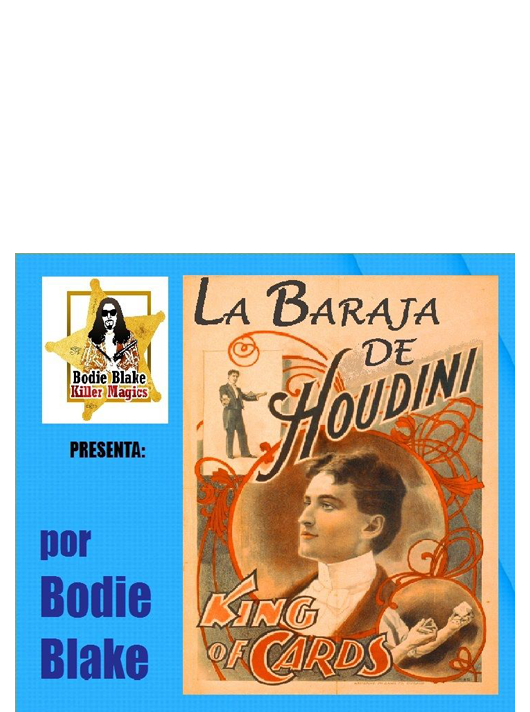 Bodie Blake
Killer Magics
PRESENTA:
por
Bodie
Blake
LA BARAJA
DE
HOUDINI
KING
OF CARDS